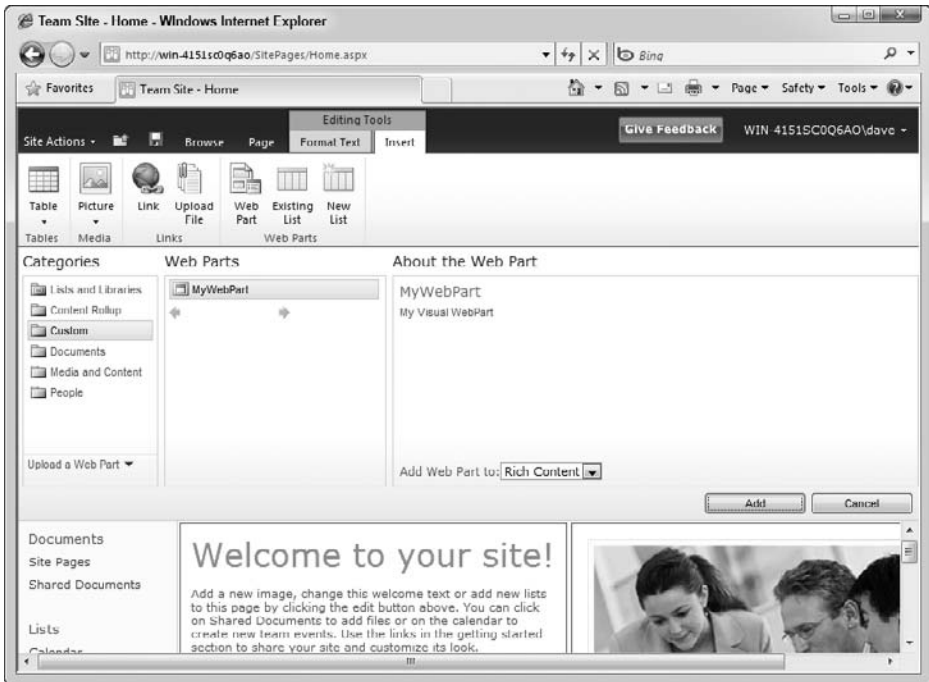 Team Site - Home - Windows Internet Explorer
http://win-4151sc0q6ao/SitePages/Home.aspx
Bing
Favorites
Team Site - Home
Page
Safety
Tools
Editing Tools
Site Actions
Browse
Page
Format Text
Insert
Give Feedback
WIN-4151SC0Q6AO\dave
Table
Picture
Link
Upload File
Web Part
Existing List
New List
Tables
Media
Links
Web Parts
Categories
Web Parts
About the Web Part
Lists and Libraries
Content Rollup
Custom
Documents
Media and Content
People
MyWebPart
MyWebPart
My Visual WebPart
Upload a Web Part
Add Web Part to: Rich Content
Add
Cancel
Documents
Site Pages
Shared Documents
Lists
Calendar
Welcome to your site!
Add a new image, change this welcome text or add new lists
to this page by clicking the edit button above. You can click
on Shared Documents to add files or on the calendar to
create new team events. Use the links in the getting started
section to share your site and customize its look.